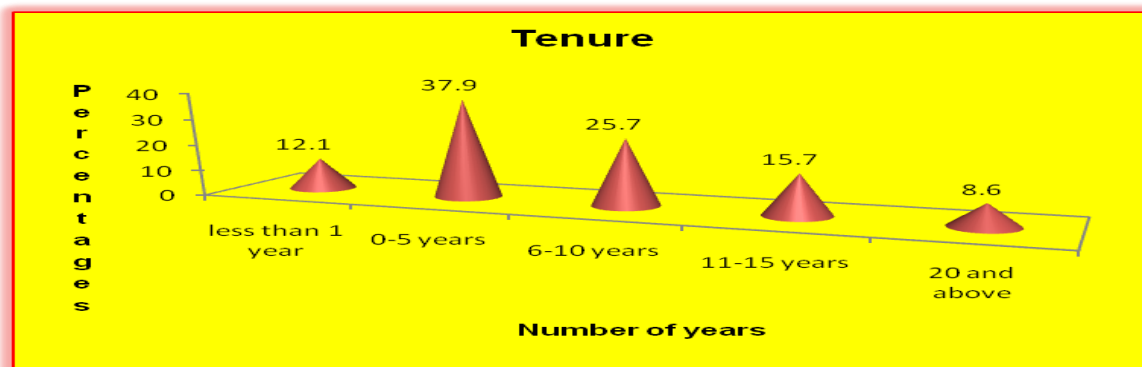 Tenure
Percentages
40
30
20
10
0
12.1
37.9
25.7
15.7
8.6
less than 1
year
0-5 years
6-10 years
11-15 years
20 and
above
Number of years